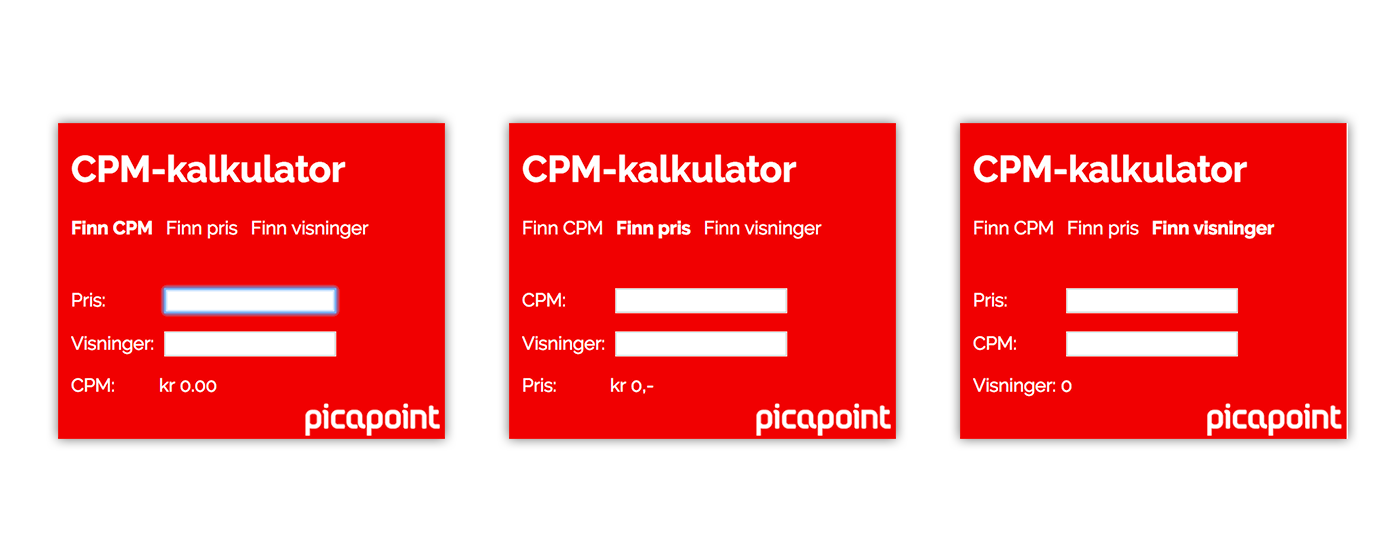 CPM-kalkulator
Finn CPM Finn pris Finn visninger
Pris:
Visninger:
CPM: kr 0.00
picapoint
CPM-kalkulator
Finn CPM Finn pris Finn visninger
CPM:
Visninger:
Pris: kr 0,-
picapoint
CPM-kalkulator
Finn CPM Finn pris Finn visninger
Pris:
CPM:
Visninger: 0
picapoint